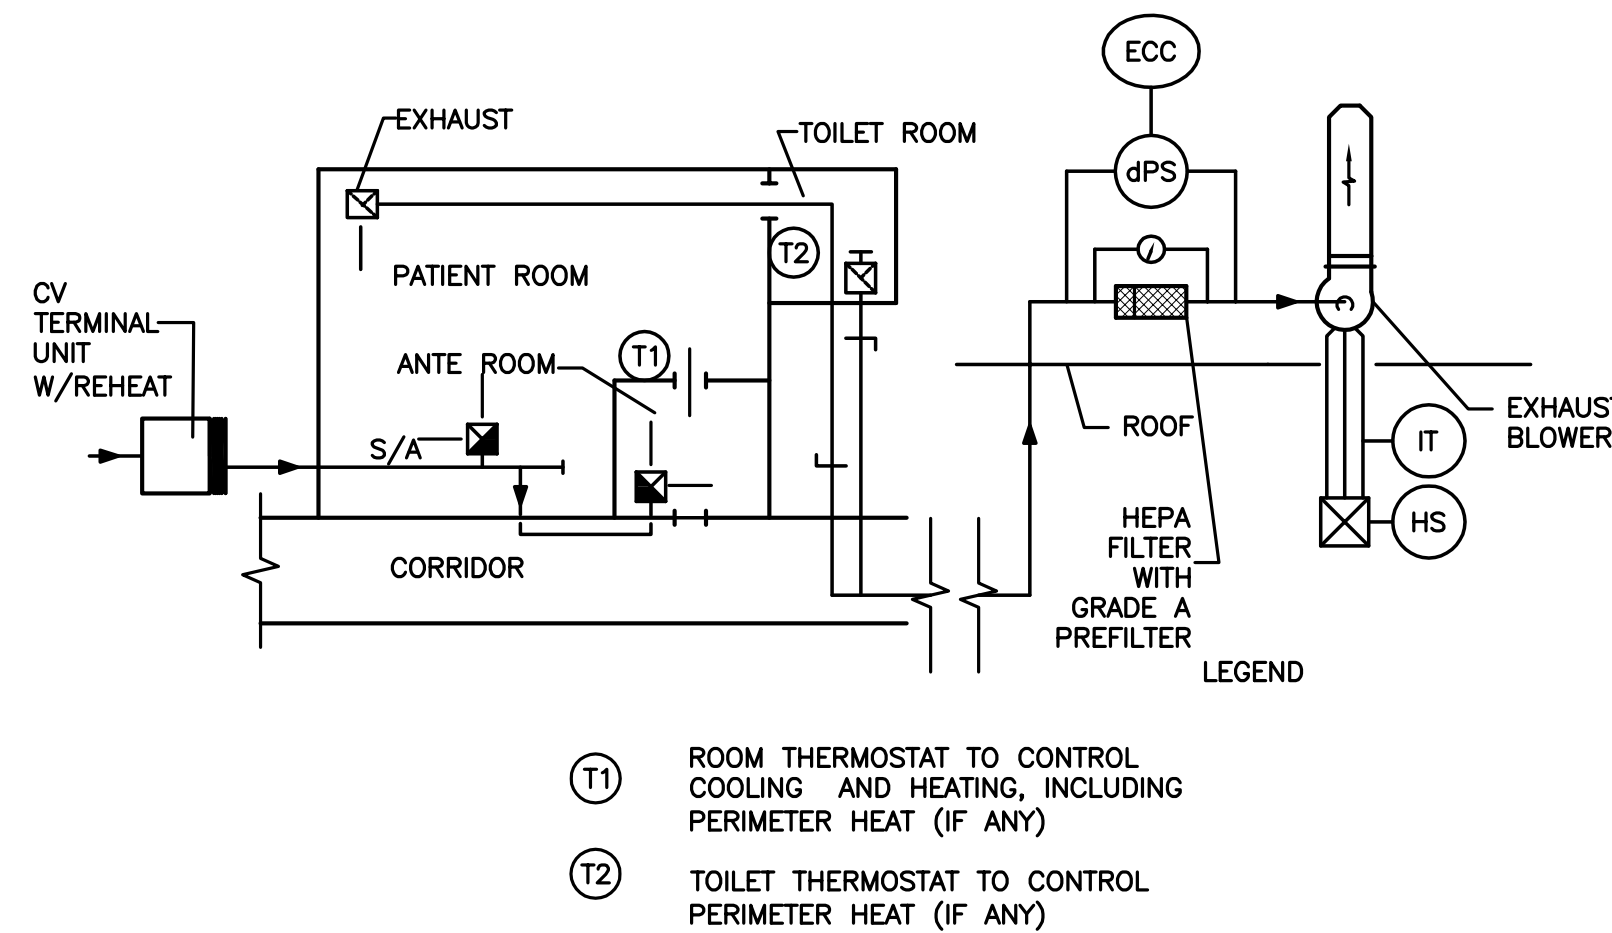 ECC
EXHAUST
TOILET ROOM
dPS
T2
PATIENT ROOM
CV
TERMINAL
UNIT
W/REHEAT
T1
ANTE ROOM
S/A
ROOF
EXHAUST
BLOWER
IT
HS
HEPA
FILTER
WITH
GRADE A
PREFILTER
CORRIDOR
LEGEND
T1
ROOM THERMOSTAT TO CONTROL
COOLING AND HEATING, INCLUDING
PERIMETER HEAT (IF ANY)
T2
TOILET THERMOSTAT TO CONTROL
PERIMETER HEAT (IF ANY)